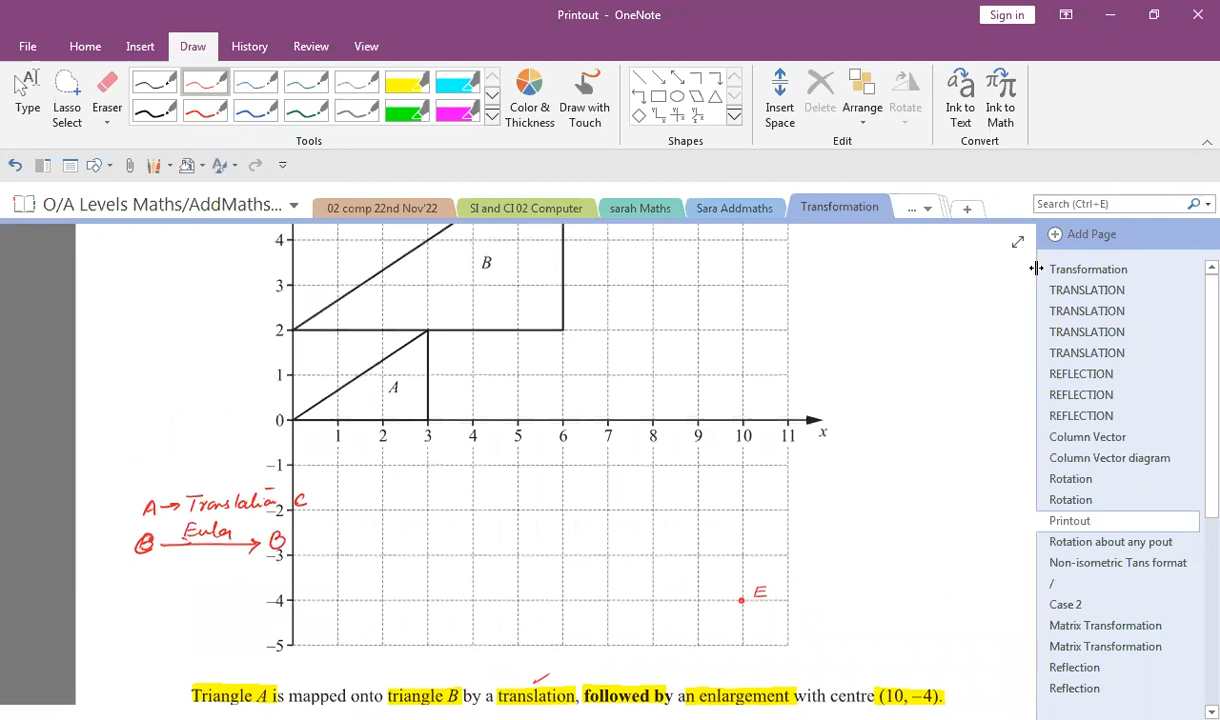 Printout - OneNote
Sign in
File Home Insert Draw History Review View
Type
Lasso Select
Eraser
Color & Thickness
Draw with Touch
Insert Space
Delete
Arrange
Rotate
Ink to Text
Ink to Math
Tools
Shapes
Edit
Convert
O/A Levels Maths/AddMaths...
02 comp 22nd Nov'22
SI and CI 02 Computer
sarah Maths
Sara Addmaths
Transformation
...
Search (Ctrl+E)
Add Page
Transformation
TRANSLATION
TRANSLATION
TRANSLATION
TRANSLATION
REFLECTION
REFLECTION
REFLECTION
Column Vector
Column Vector diagram
Rotation
Rotation
Printout
Rotation about any pout
Non-isometric Tans format
/
Case 2
Matrix Transformation
Matrix Transformation
Reflection
Reflection
4
B
3
2
1
A
0
1 2 3 4 5 6 7 8 9 10 11 x
–1
A → Translation C
–2
B → B
–3
E
–4
–5
Triangle A is mapped onto triangle B by a translation, followed by an enlargement with centre (10, –4).